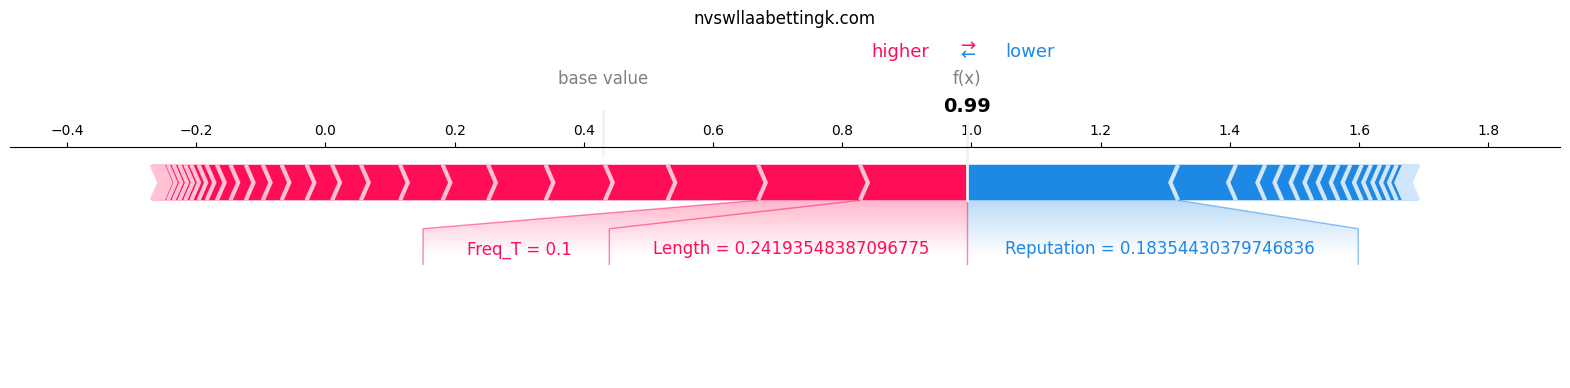 nvswllaabettingk.com
higher → ← lower
base value f(x)
0.99
−0.4 −0.2 0.0 0.2 0.4 0.6 0.8 1.0 1.2 1.4 1.6 1.8
Freq_T = 0.1 Length = 0.24193548387096775 Reputation = 0.18354430379746836